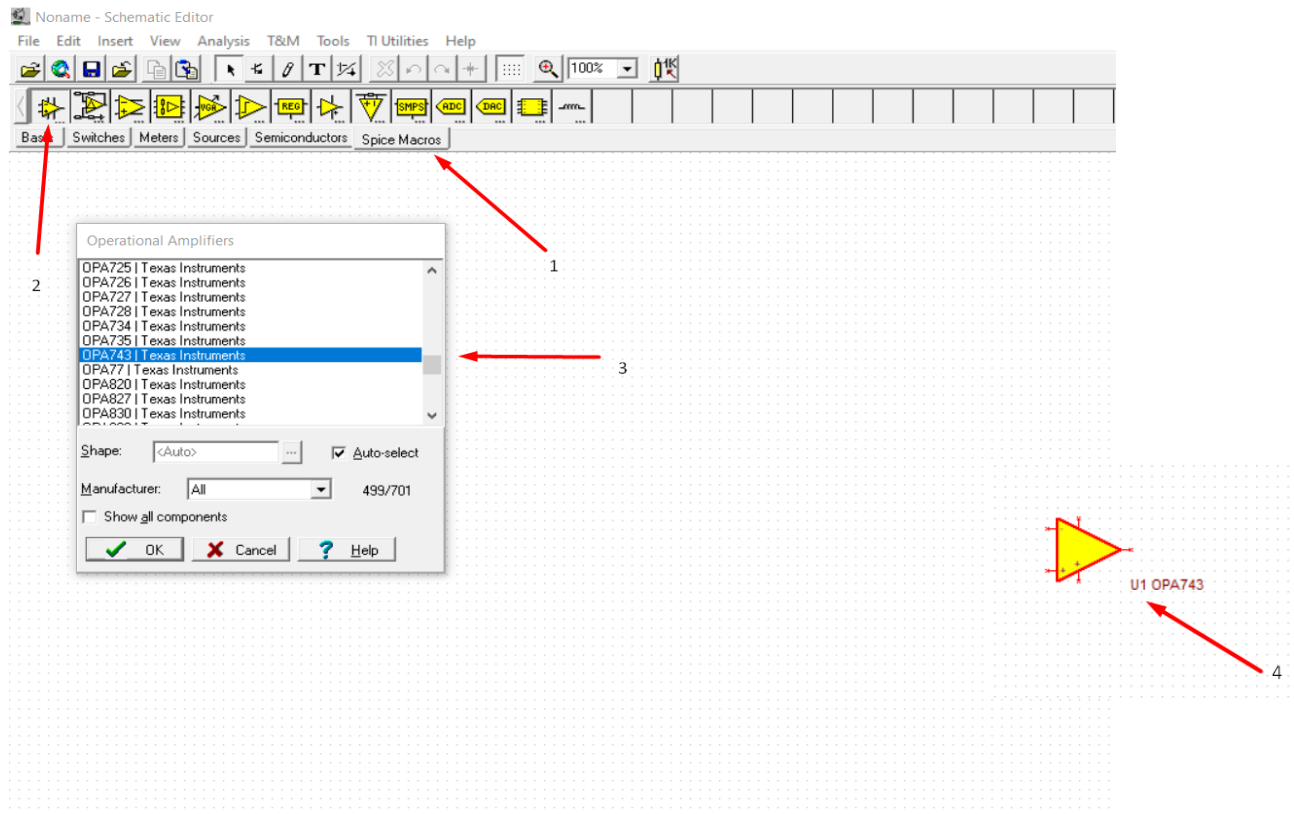 Noname - Schematic Editor
File Edit Insert View Analysis T&M Tools TI Utilities Help
T 100% 1K
VGA REG SMPS ADC DAC
Switches Meters Sources Semiconductors Spice Macros
1
2
Operational Amplifiers
OPA725 | Texas Instruments
OPA726 | Texas Instruments
OPA727 | Texas Instruments
OPA728 | Texas Instruments
OPA734 | Texas Instruments
OPA735 | Texas Instruments
OPA743 | Texas Instruments
OPA77 | Texas Instruments
OPA820 | Texas Instruments
OPA827 | Texas Instruments
OPA830 | Texas Instruments
3
Shape: <Auto> ... Auto-select
Manufacturer: All 499/701
Show all components
OK Cancel ? Help
U1 OPA743
4